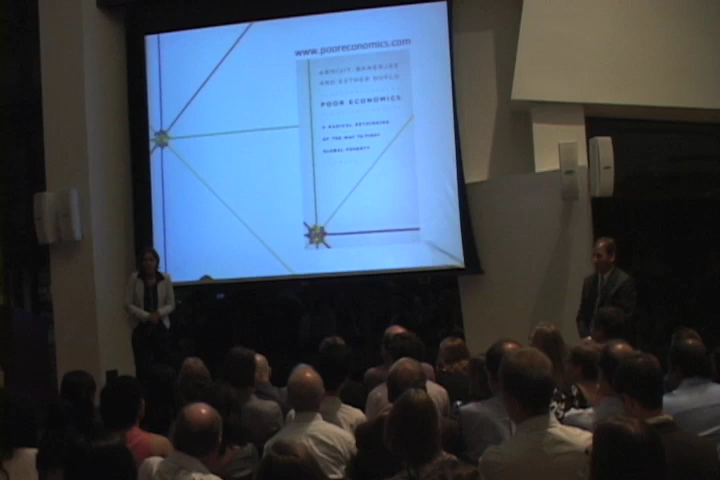 www.pooreconomics.com
ABHIJIT BANERJEE
AND ESTHER DUFLO
POOR ECONOMICS
A RADICAL RETHINKING
OF THE WAY TO FIGHT
GLOBAL POVERTY